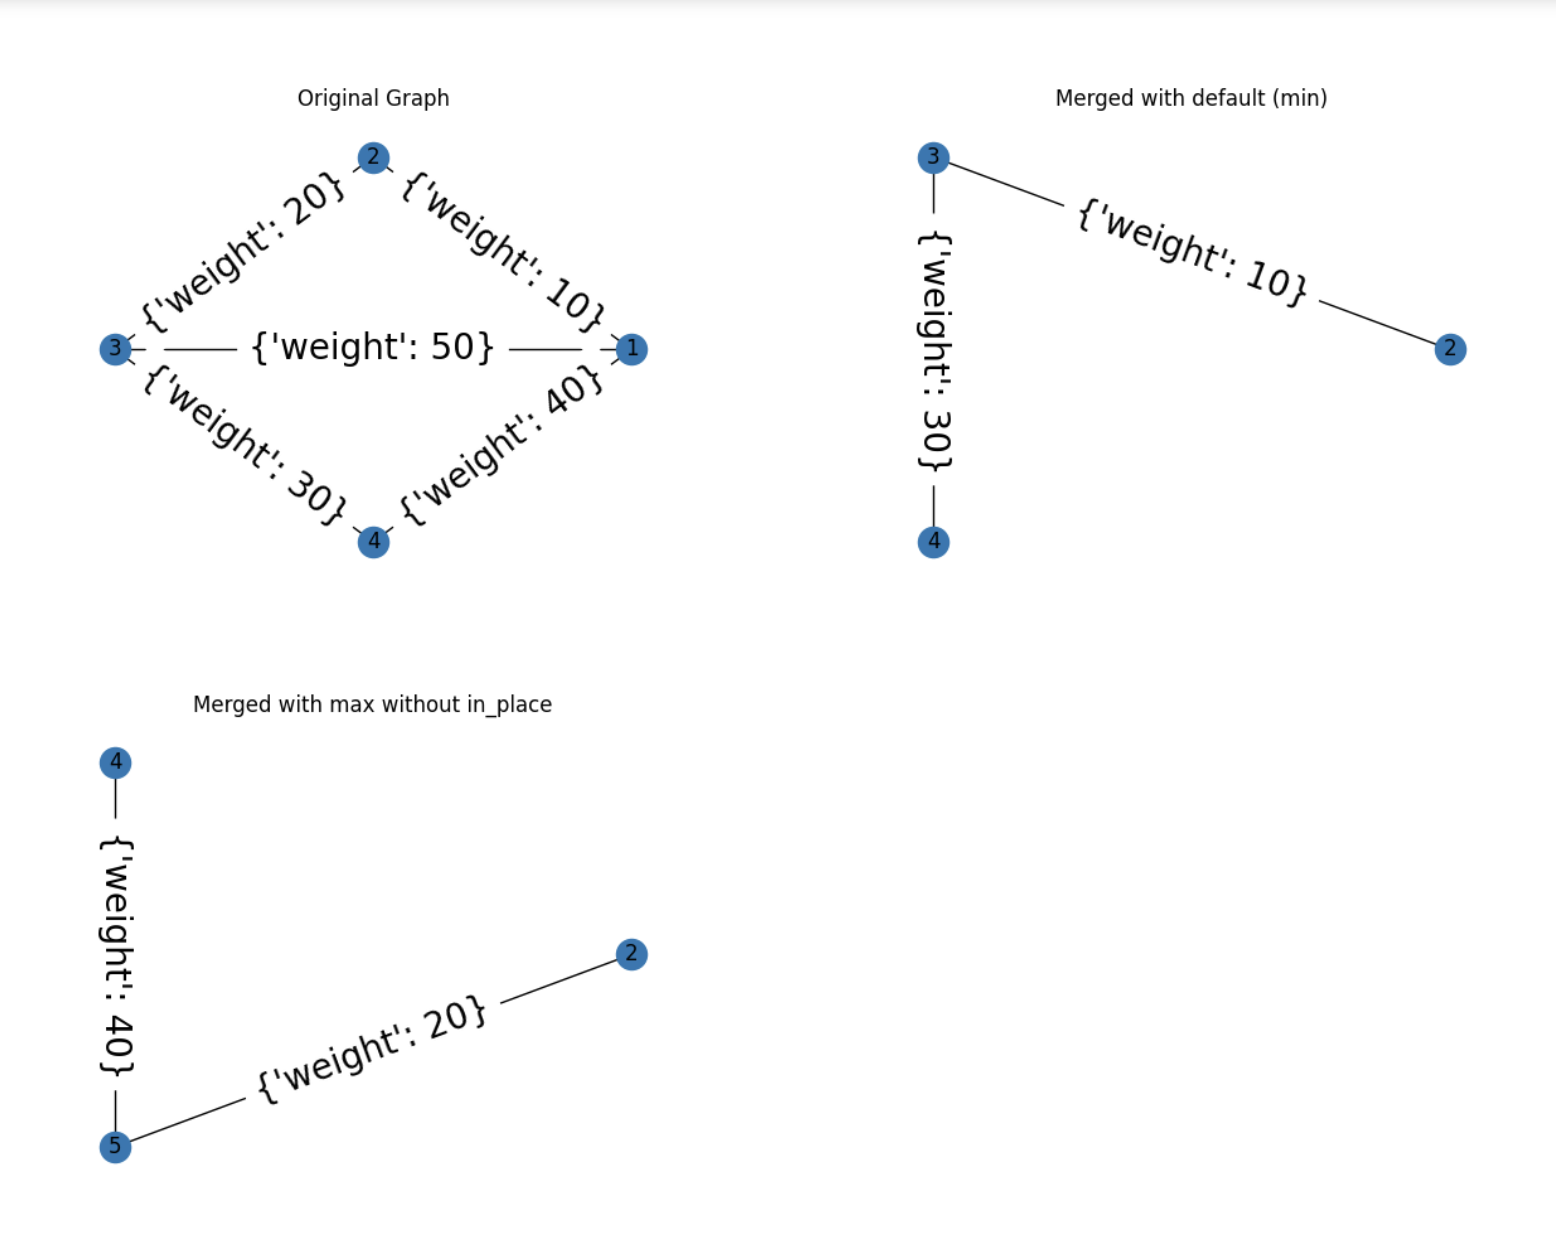 Original Graph
2
{'weight': 20}
{'weight': 10}
3
{'weight': 50}
1
{'weight': 30}
{'weight': 40}
4
Merged with default (min)
3
{'weight': 10}
{'weight': 30}
2
4
Merged with max without in_place
4
{'weight': 40}
2
{'weight': 20}
5